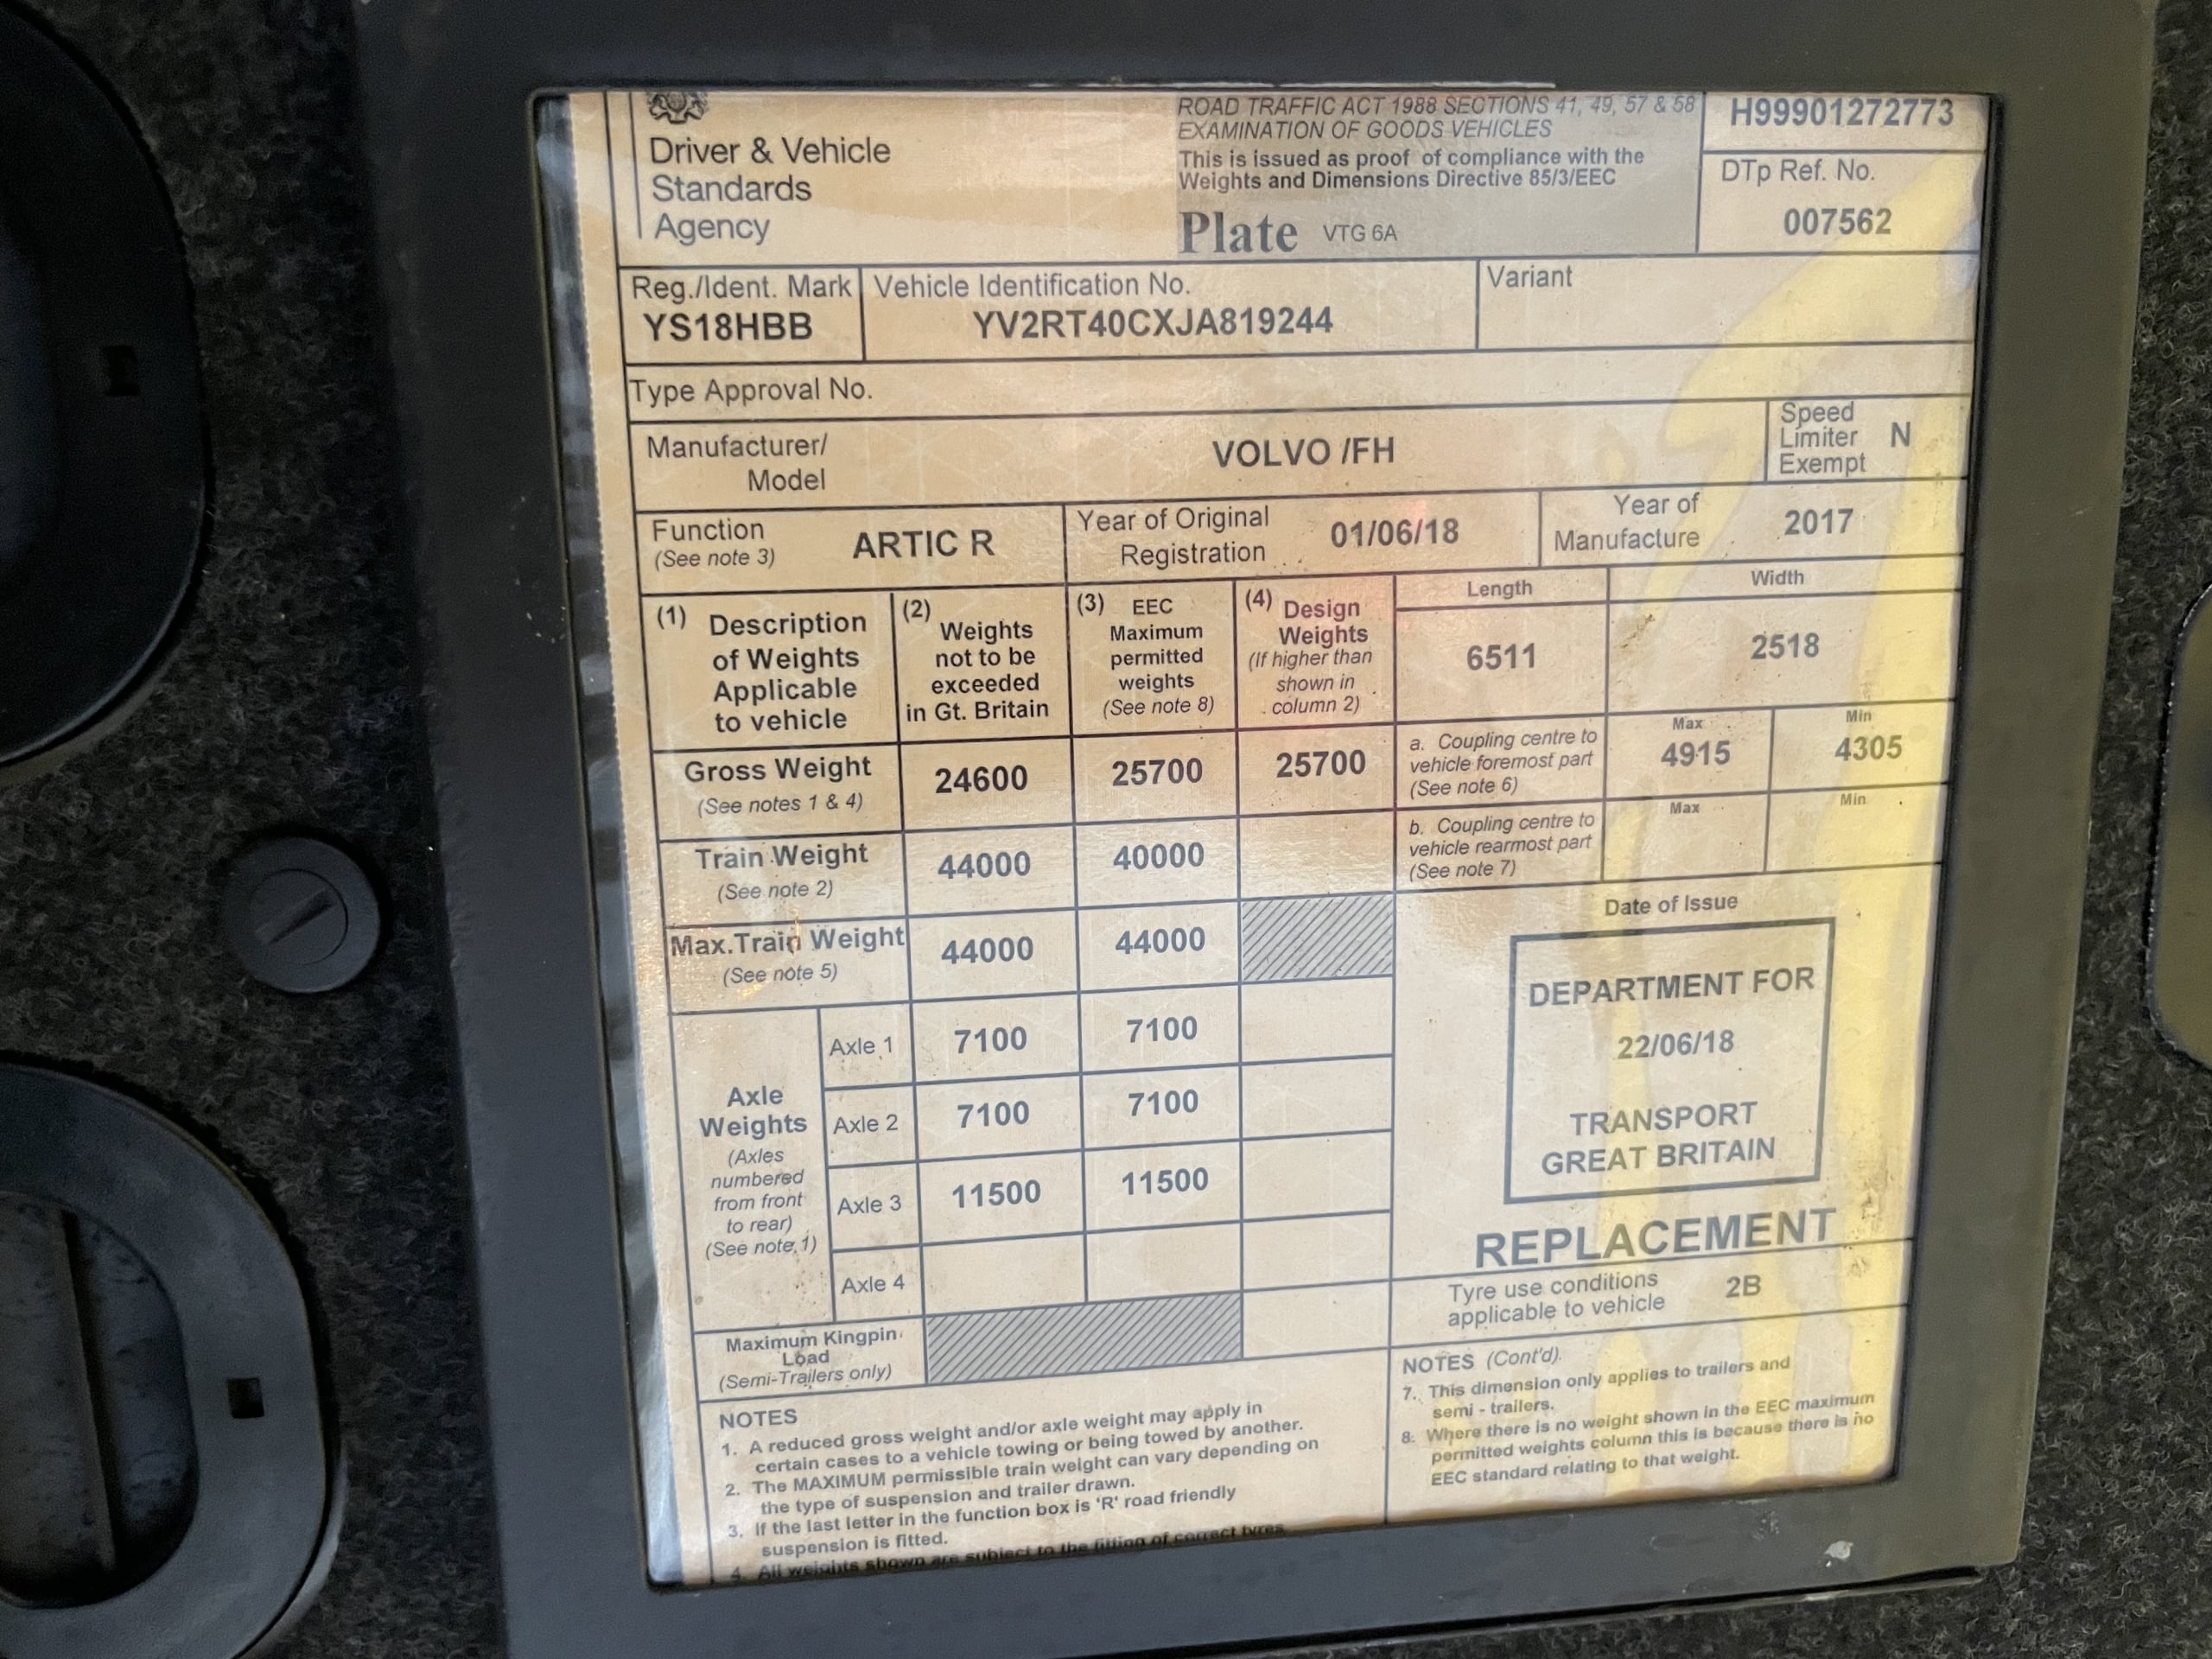 Driver & Vehicle
Standards
Agency
ROAD TRAFFIC ACT 1988 SECTIONS 41, 49, 57 & 58
EXAMINATION OF GOODS VEHICLES
This is issued as proof of compliance with the
Weights and Dimensions Directive 85/3/EEC
Plate VTG 6A
H99901272773
DTp Ref. No.
007562
Reg./Ident. Mark
YS18HBB
Vehicle Identification No.
YV2RT40CXJA819244
Variant
Type Approval No.
Manufacturer/
Model
VOLVO /FH
Speed
Limiter N
Exempt
Function
(See note 3)
ARTIC R
Year of Original
Registration
01/06/18
Year of
Manufacture
2017
(1) Description
of Weights
Applicable
to vehicle
(2) Weights
not to be
exceeded
in Gt. Britain
(3) EEC
Maximum
permitted
weights
(See note 8)
(4) Design
Weights
(If higher than
shown in
column 2)
Length
6511
Width
2518
Gross Weight
(See notes 1 & 4)
24600
25700
25700
a. Coupling centre to
vehicle foremost part
(See note 6)
Max
4915
Min
4305
Train Weight
(See note 2)
44000
40000
b. Coupling centre to
vehicle rearmost part
(See note 7)
Max
Min
Max.Train Weight
(See note 5)
44000
44000
Date of Issue
DEPARTMENT FOR
22/06/18
TRANSPORT
GREAT BRITAIN
REPLACEMENT
Axle
Weights
(Axles
numbered
from front
to rear)
(See note 1)
Axle 1
7100
7100
Axle 2
7100
7100
Axle 3
11500
11500
Axle 4
Tyre use conditions
applicable to vehicle
2B
Maximum Kingpin
Load
(Semi-Trailers only)
NOTES
1. A reduced gross weight and/or axle weight may apply in
certain cases to a vehicle towing or being towed by another.
2. The MAXIMUM permissible train weight can vary depending on
the type of suspension and trailer drawn.
3. If the last letter in the function box is 'R' road friendly
suspension is fitted.
4. All weights shown are subject to the fitting of correct tyres
NOTES (Cont'd)
7. This dimension only applies to trailers and
semi - trailers.
8. Where there is no weight shown in the EEC maximum
permitted weights column this is because there is no
EEC standard relating to that weight.